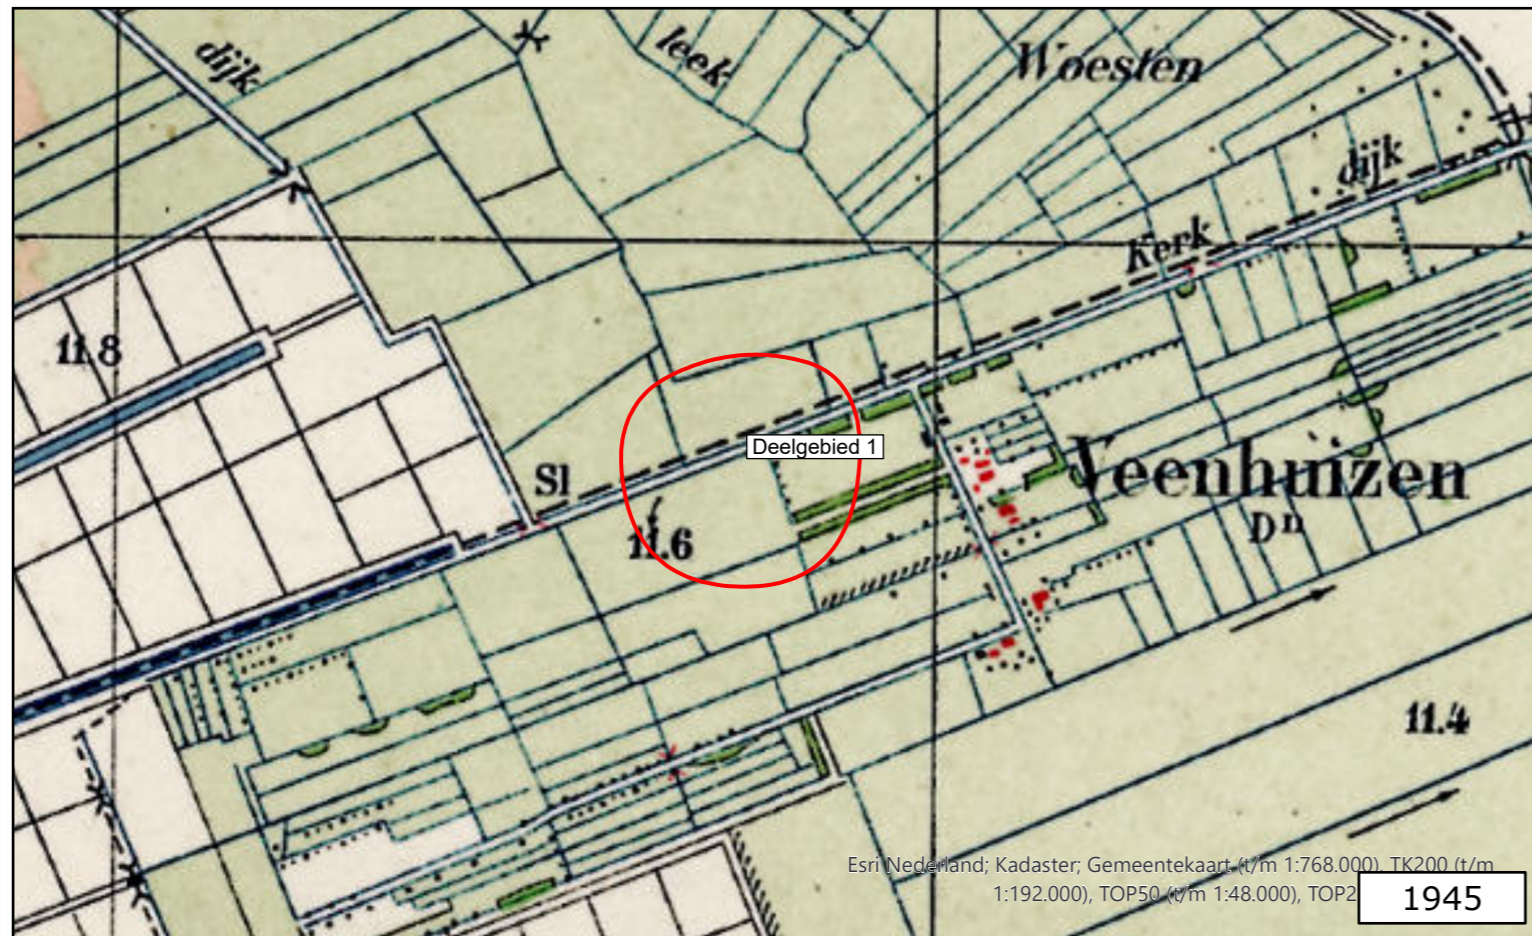 dijk
leek
Woesten
dijk
Kerk
11.8
Deelgebied 1
Sl
Veenhuizen
11.6
Dn
11.4
Esri Nederland; Kadaster; Gemeentekaart (t/m 1:768.000), TK200 (t/m
1:192.000), TOP50 (t/m 1:48.000), TOP2
1945